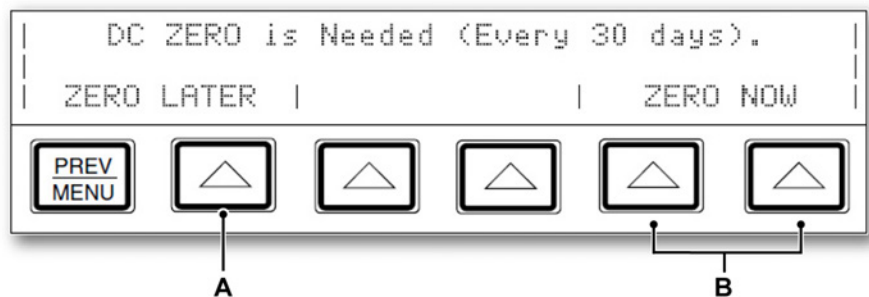 DC ZERO is Needed (Every 30 days).
ZERO LATER | | ZERO NOW
PREV
MENU
A B